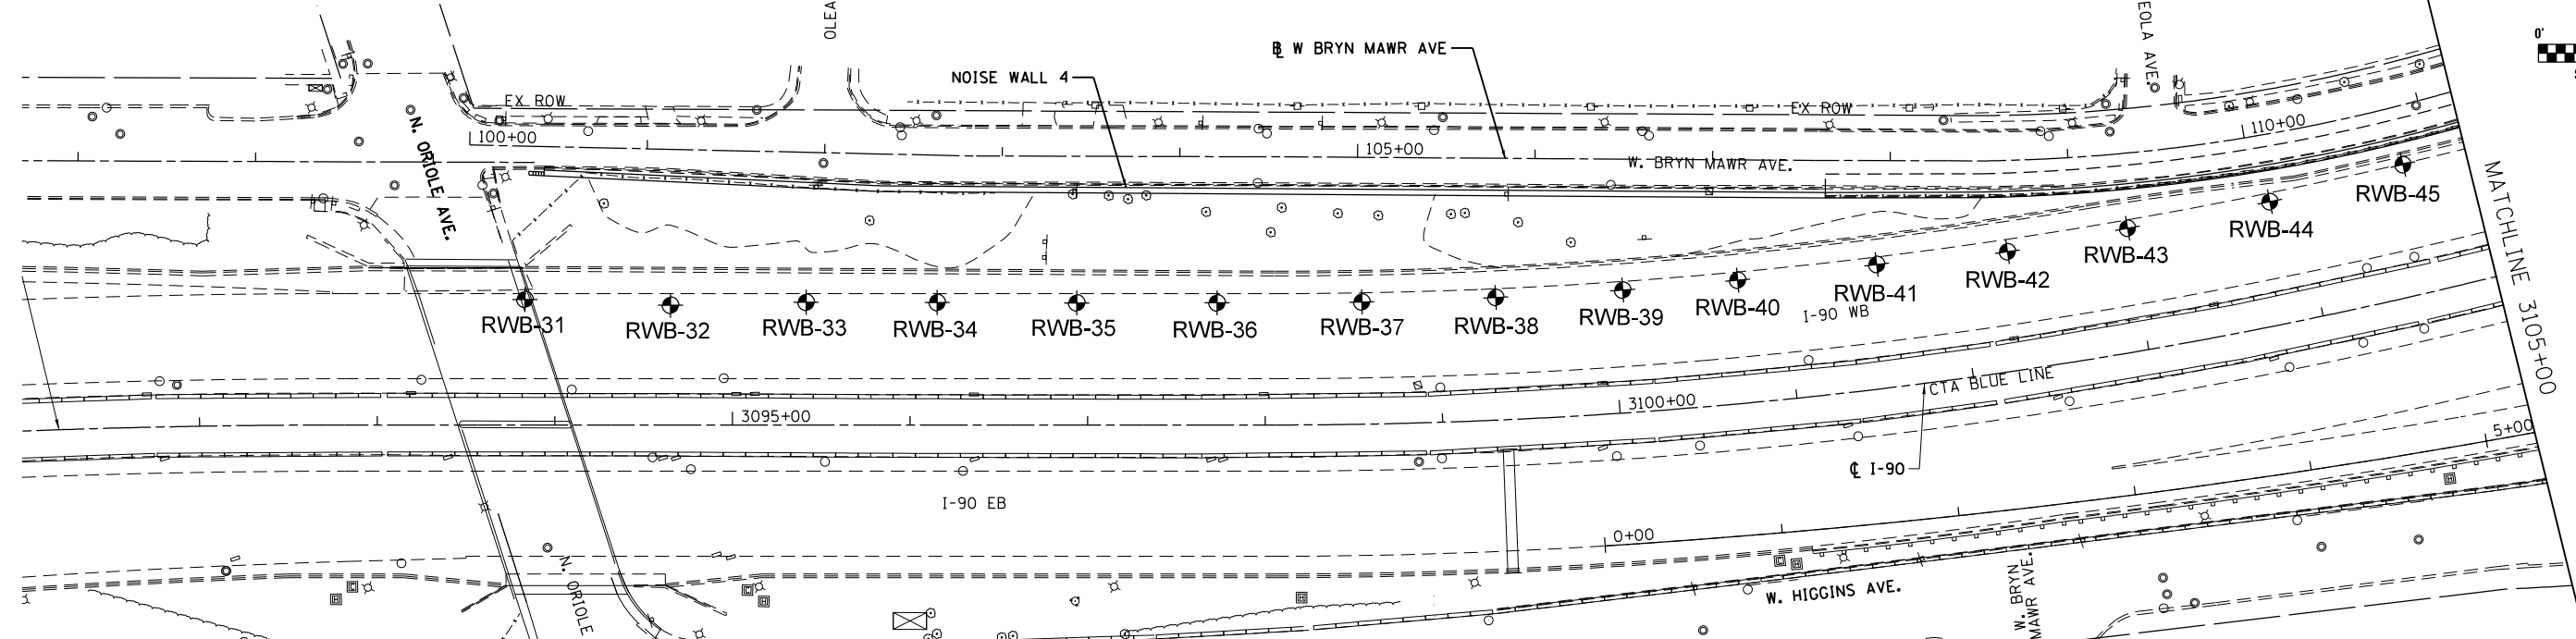 OLEA
EOLA AVE.
0'
℄ W BRYN MAWR AVE
NOISE WALL 4
EX ROW
EX ROW
100+00
105+00
110+00
N. ORIOLE AVE.
W. BRYN MAWR AVE.
MATCHLINE 3105+00
RWB-45
RWB-44
RWB-43
RWB-42
RWB-41
RWB-40
RWB-39
RWB-38
RWB-37
RWB-36
RWB-35
RWB-34
RWB-33
RWB-32
RWB-31
I-90 WB
CTA BLUE LINE
3095+00
3100+00
5+00
℄ I-90
I-90 EB
0+00
N. ORIOLE
W. HIGGINS AVE.
W. BRYN
MAWR AVE.